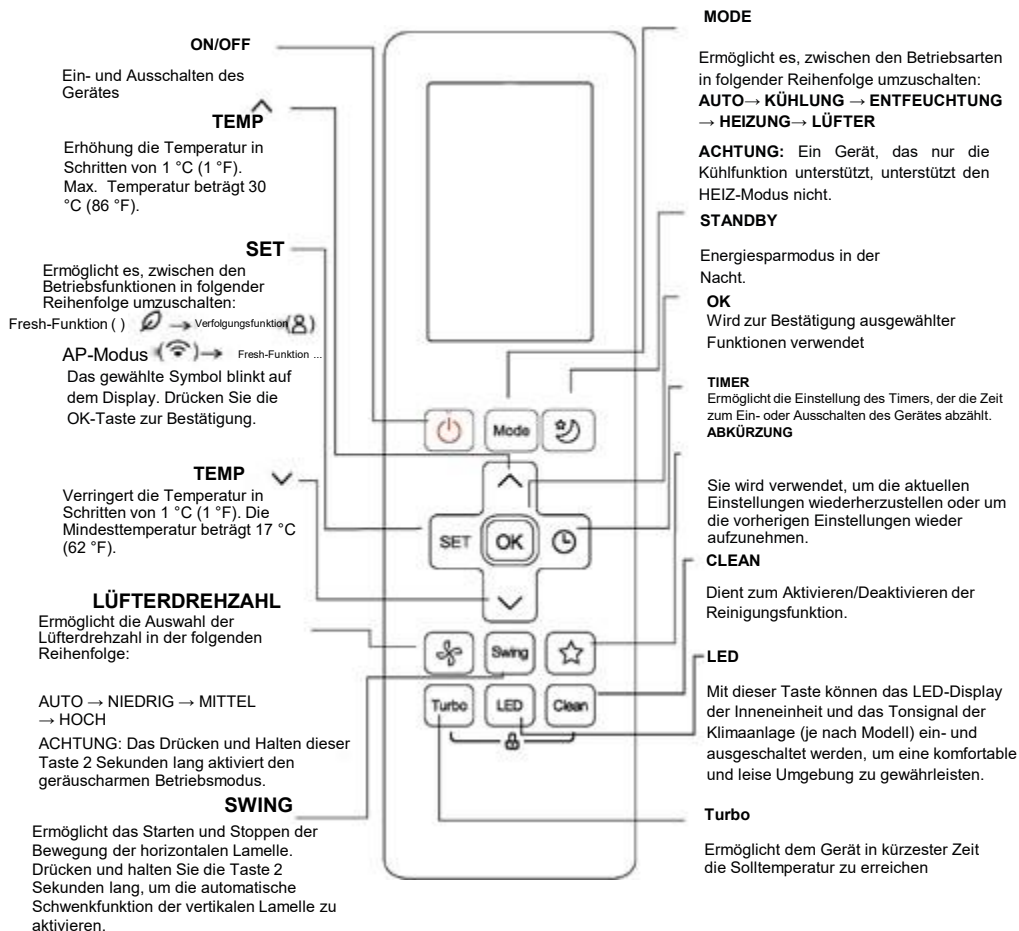 ON/OFF
Ein- und Ausschalten des
Gerätes
TEMP
Erhöhung die Temperatur in
Schritten von 1 °C (1 °F).
Max. Temperatur beträgt 30
°C (86 °F).
SET
Ermöglicht es, zwischen den
Betriebsfunktionen in folgender
Reihenfolge umzuschalten:
Fresh-Funktion ( ) → Verfolgungsfunktion( )
AP-Modus ( ) → Fresh-Funktion ...
Das gewählte Symbol blinkt auf
dem Display. Drücken Sie die
OK-Taste zur Bestätigung.
TEMP
Verringert die Temperatur in
Schritten von 1 °C (1 °F). Die
Mindesttemperatur beträgt 17 °C
(62 °F).
LÜFTERDREHZAHL
Ermöglicht die Auswahl der
Lüfterdrehzahl in der folgenden
Reihenfolge:
AUTO → NIEDRIG → MITTEL
→ HOCH
ACHTUNG: Das Drücken und Halten dieser
Taste 2 Sekunden lang aktiviert den
geräuscharmen Betriebsmodus.
SWING
Ermöglicht das Starten und Stoppen der
Bewegung der horizontalen Lamelle.
Drücken und halten Sie die Taste 2
Sekunden lang, um die automatische
Schwenkfunktion der vertikalen Lamelle zu
aktivieren.
Mode
SET
OK
Swing
Turbo
LED
Clean
MODE
Ermöglicht es, zwischen den Betriebsarten
in folgender Reihenfolge umzuschalten:
AUTO→ KÜHLUNG → ENTFEUCHTUNG
→ HEIZUNG→ LÜFTER
ACHTUNG: Ein Gerät, das nur die
Kühlfunktion unterstützt, unterstützt den
HEIZ-Modus nicht.
STANDBY
Energiesparmodus in der
Nacht.
OK
Wird zur Bestätigung ausgewählter
Funktionen verwendet
TIMER
Ermöglicht die Einstellung des Timers, der die Zeit
zum Ein- oder Ausschalten des Gerätes abzählt.
ABKÜRZUNG
Sie wird verwendet, um die aktuellen
Einstellungen wiederherzustellen oder um
die vorherigen Einstellungen wieder
aufzunehmen.
CLEAN
Dient zum Aktivieren/Deaktivieren der
Reinigungsfunktion.
LED
Mit dieser Taste können das LED-Display
der Inneneinheit und das Tonsignal der
Klimaanlage (je nach Modell) ein- und
ausgeschaltet werden, um eine komfortable
und leise Umgebung zu gewährleisten.
Turbo
Ermöglicht dem Gerät in kürzester Zeit
die Solltemperatur zu erreichen